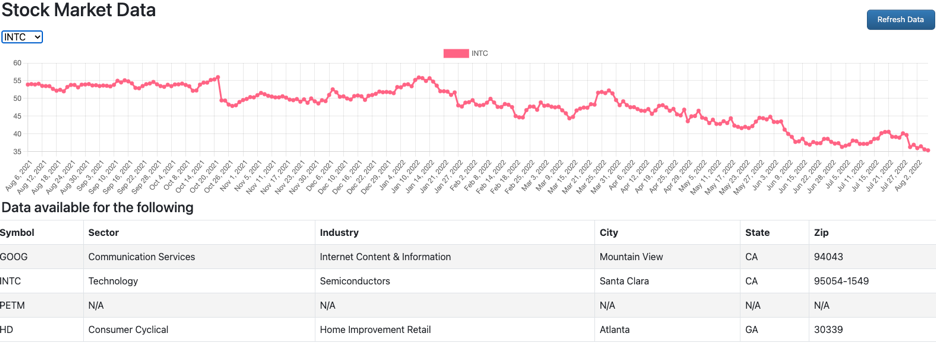 Stock Market Data
Refresh Data
INTC
INTC
60
55
50
45
40
35
Aug 6, 2021 Aug 12, 2021 Aug 18, 2021 Aug 24, 2021 Aug 30, 2021 Sep 3, 2021 Sep 10, 2021 Sep 16, 2021 Sep 22, 2021 Sep 28, 2021 Oct 4, 2021 Oct 8, 2021 Oct 14, 2021 Oct 20, 2021 Oct 26, 2021 Nov 1, 2021 Nov 5, 2021 Nov 11, 2021 Nov 17, 2021 Nov 23, 2021 Nov 30, 2021 Dec 6, 2021 Dec 10, 2021 Dec 16, 2021 Dec 22, 2021 Dec 29, 2021 Jan 4, 2022 Jan 10, 2022 Jan 14, 2022 Jan 21, 2022 Jan 27, 2022 Feb 2, 2022 Feb 8, 2022 Feb 14, 2022 Feb 18, 2022 Feb 25, 2022 Mar 3, 2022 Mar 9, 2022 Mar 15, 2022 Mar 21, 2022 Mar 25, 2022 Mar 31, 2022 Apr 6, 2022 Apr 12, 2022 Apr 19, 2022 Apr 25, 2022 Apr 29, 2022 May 5, 2022 May 11, 2022 May 17, 2022 May 23, 2022 May 27, 2022 Jun 3, 2022 Jun 9, 2022 Jun 15, 2022 Jun 22, 2022 Jun 28, 2022 Jul 5, 2022 Jul 11, 2022 Jul 15, 2022 Jul 21, 2022 Jul 27, 2022 Aug 2, 2022
Data available for the following
Symbol Sector Industry City State Zip
GOOG Communication Services Internet Content & Information Mountain View CA 94043
INTC Technology Semiconductors Santa Clara CA 95054-1549
PETM N/A N/A N/A N/A N/A
HD Consumer Cyclical Home Improvement Retail Atlanta GA 30339